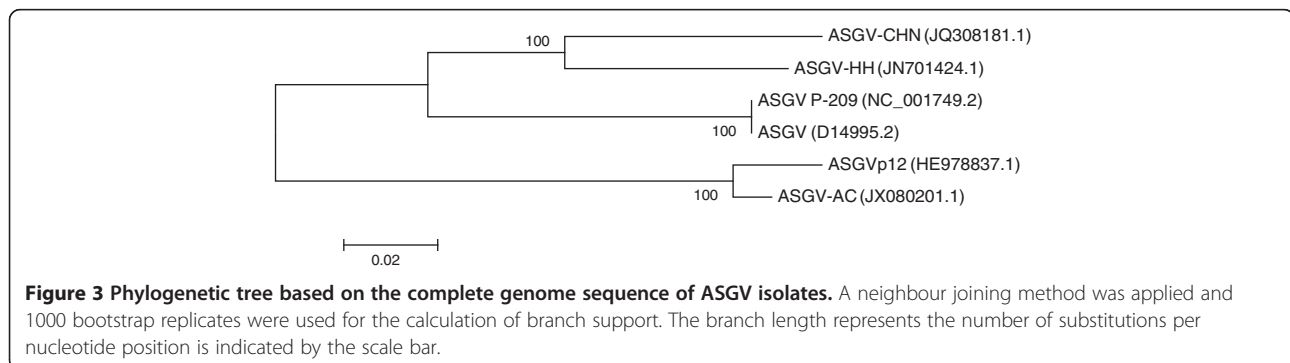 100
ASGV-CHN (JQ308181.1)
ASGV-HH (JN701424.1)
ASGV P-209 (NC_001749.2)
100
ASGV (D14995.2)
ASGVp12 (HE978837.1)
100
ASGV-AC (JX080201.1)
0.02
Figure 3 Phylogenetic tree based on the complete genome sequence of ASGV isolates. A neighbour joining method was applied and
1000 bootstrap replicates were used for the calculation of branch support. The branch length represents the number of substitutions per
nucleotide position is indicated by the scale bar.